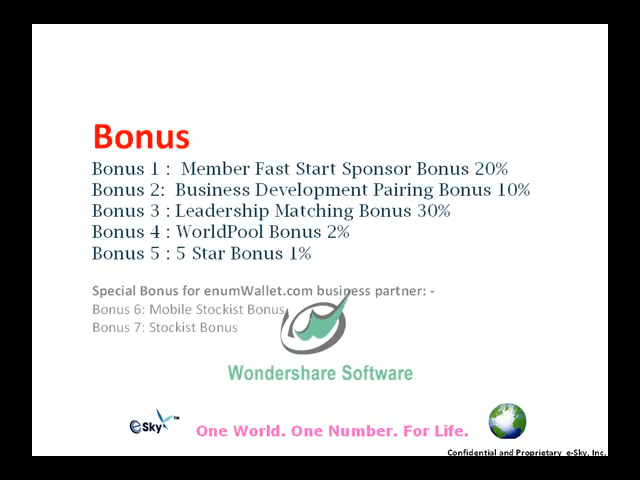 Bonus
Bonus 1 : Member Fast Start Sponsor Bonus 20%
Bonus 2: Business Development Pairing Bonus 10%
Bonus 3 : Leadership Matching Bonus 30%
Bonus 4 : WorldPool Bonus 2%
Bonus 5 : 5 Star Bonus 1%
Special Bonus for enumWallet.com business partner: -
Bonus 6: Mobile Stockist Bonus
Bonus 7: Stockist Bonus
Wondershare Software
eSky™
One World. One Number. For Life.
Confidential and Proprietary e-Sky, Inc.